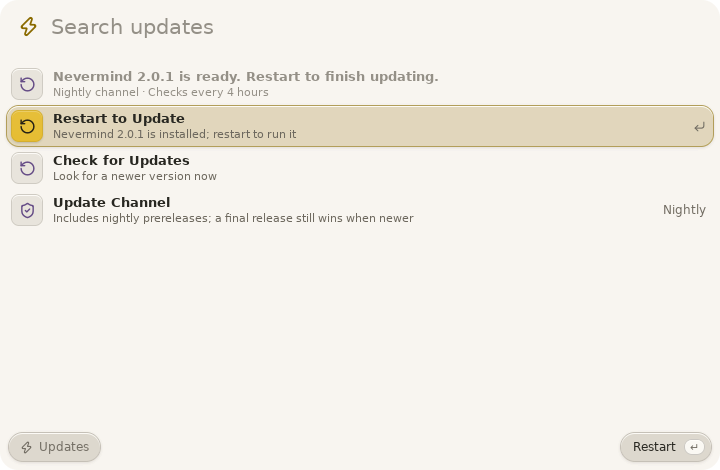 Search updates
Nevermind 2.0.1 is ready. Restart to finish updating.
Nightly channel · Checks every 4 hours
Restart to Update
Nevermind 2.0.1 is installed; restart to run it
Check for Updates
Look for a newer version now
Update Channel
Includes nightly prereleases; a final release still wins when newer
Nightly
Updates
Restart